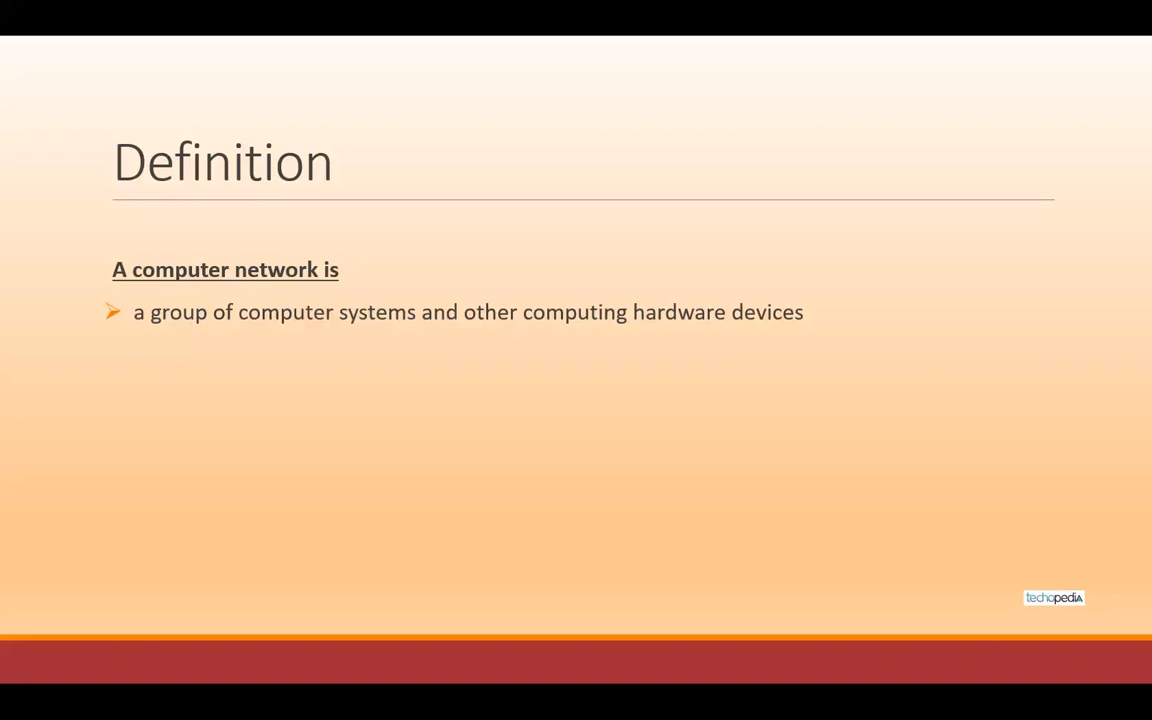 Definition
A computer network is
a group of computer systems and other computing hardware devices
techopedia